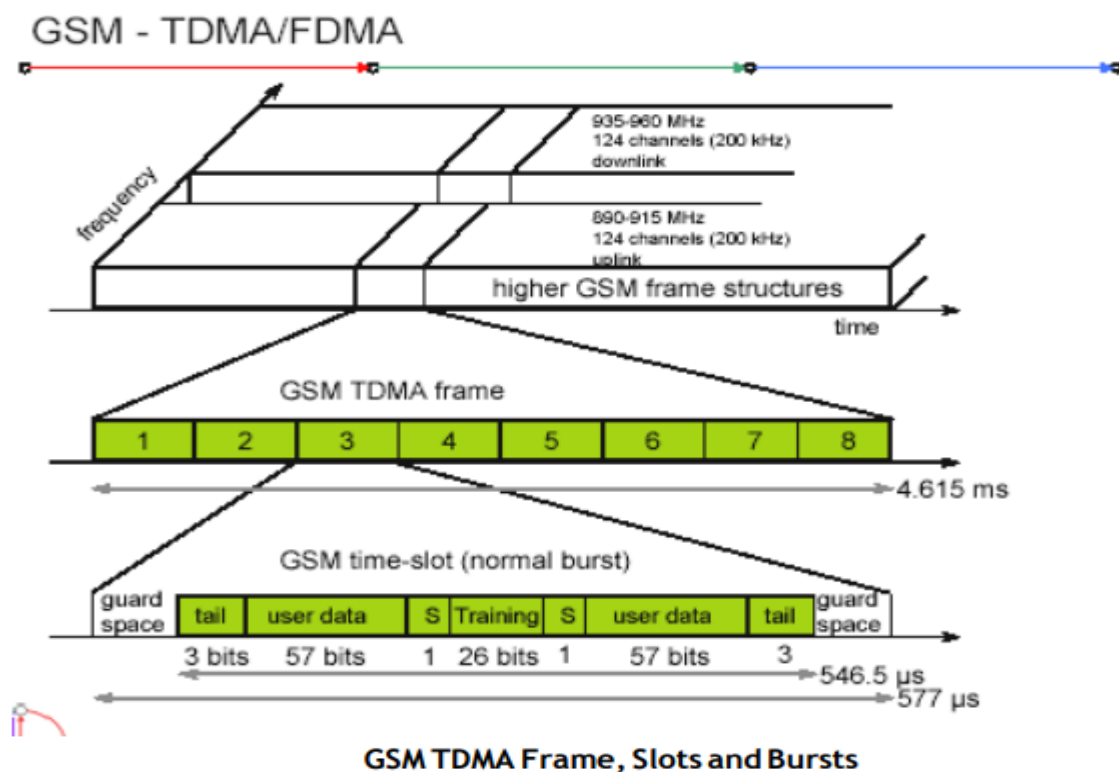 GSM - TDMA/FDMA
935-960 MHz
124 channels (200 kHz)
downlink
frequency
890-915 MHz
124 channels (200 kHz)
uplink
higher GSM frame structures
time
GSM TDMA frame
1 2 3 4 5 6 7 8
4.615 ms
GSM time-slot (normal burst)
guard space
tail user data S Training S user data tail
guard space
3 bits 57 bits 1 26 bits 1 57 bits 3
546.5 µs
577 µs
GSM TDMA Frame, Slots and Bursts